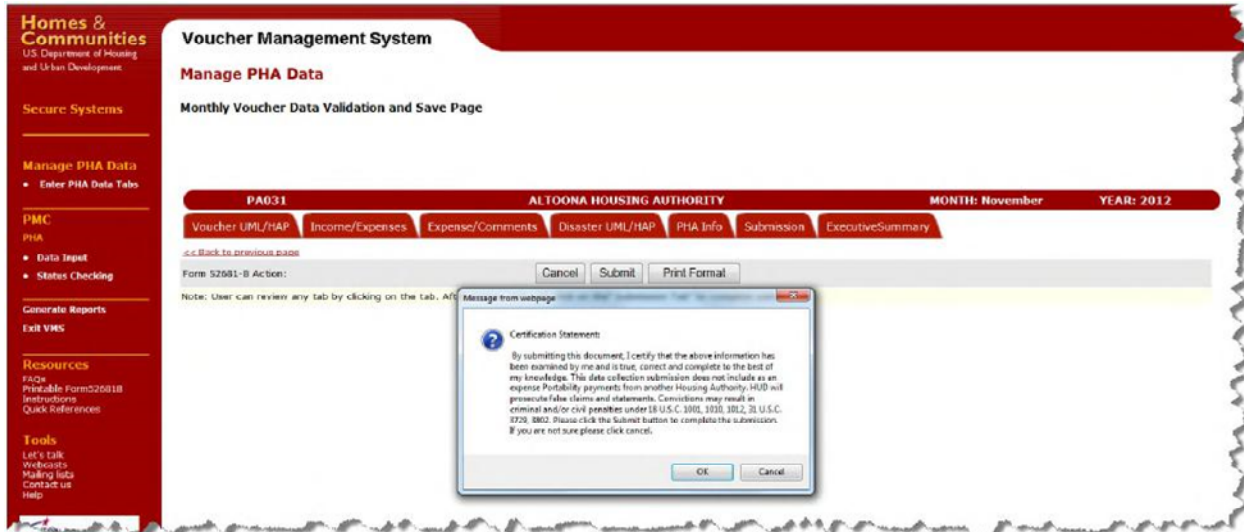 Homes &
Communities
U.S. Department of Housing
and Urban Development
Secure Systems
Manage PHA Data
• Enter PHA Data Tabs
PMC
PHA
• Data Input
• Status Checking
Generate Reports
Exit VMS
Resources
FAQs
Printable Form52681B
Instructions
Quick References
Tools
Let's talk
Webcasts
Mailing lists
Contact us
Help
Voucher Management System
Manage PHA Data
Monthly Voucher Data Validation and Save Page
PA031 ALTOONA HOUSING AUTHORITY MONTH: November YEAR: 2012
Voucher UML/HAP Income/Expenses Expense/Comments Disaster UML/HAP PHA Info Submission ExecutiveSummary
<< Back to previous page
Form 52681-B Action: Cancel Submit Print Format
Note: User can review any tab by clicking on the tab.
Message from webpage
Certification Statement:
By submitting this document, I certify that the above information has
been examined by me and is true, correct and complete to the best of
my knowledge. This data collection submission does not include as an
expense Portability payments from another Housing Authority. HUD will
prosecute false claims and statements. Convictions may result in
criminal and/or civil penalties under 18 U.S.C. 1001, 1010, 1012, 31 U.S.C.
3729, 3802. Please click the Submit button to complete the submission.
If you are not sure please click cancel.
OK Cancel